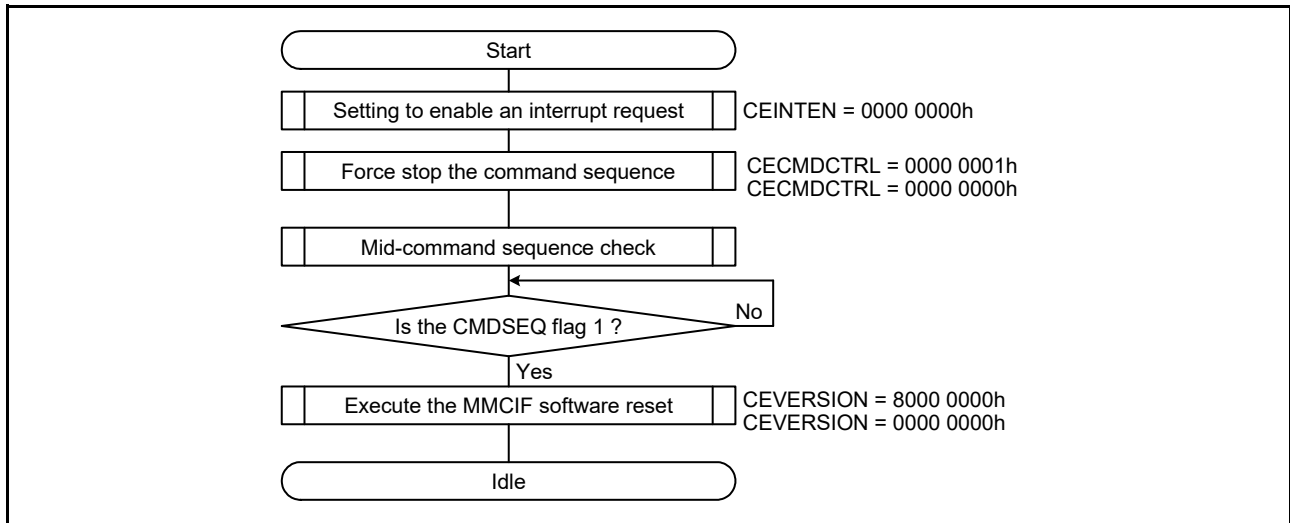 Start
Setting to enable an interrupt request
CEINTEN = 0000 0000h
Force stop the command sequence
CECMDCTRL = 0000 0001h
CECMDCTRL = 0000 0000h
Mid-command sequence check
Is the CMDSEQ flag 1 ?
No
Yes
Execute the MMCIF software reset
CEVERSION = 8000 0000h
CEVERSION = 0000 0000h
Idle